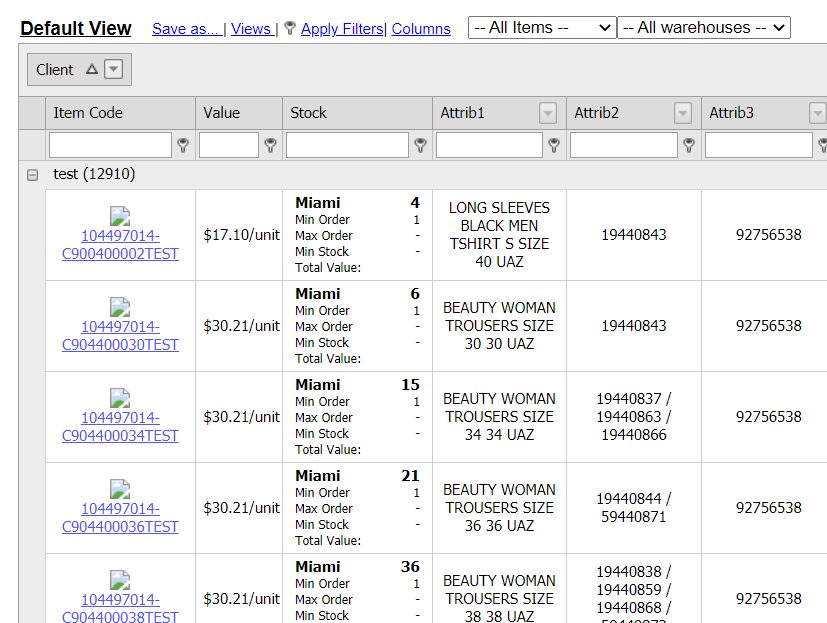 Default View Save as... | Views | Apply Filters| Columns -- All Items -- -- All warehouses --
Client
Item Code Value Stock Attrib1 Attrib2 Attrib3
test (12910)
104497014-
C900400002TEST
$17.10/unit
Miami 4
Min Order 1
Max Order -
Min Stock -
Total Value:
LONG SLEEVES
BLACK MEN
TSHIRT S SIZE
40 UAZ
19440843
92756538
104497014-
C904400030TEST
$30.21/unit
Miami 6
Min Order 1
Max Order -
Min Stock -
Total Value:
BEAUTY WOMAN
TROUSERS SIZE
30 30 UAZ
19440843
92756538
104497014-
C904400034TEST
$30.21/unit
Miami 15
Min Order 1
Max Order -
Min Stock -
Total Value:
BEAUTY WOMAN
TROUSERS SIZE
34 34 UAZ
19440837 /
19440863 /
19440866
92756538
104497014-
C904400036TEST
$30.21/unit
Miami 21
Min Order 1
Max Order -
Min Stock -
Total Value:
BEAUTY WOMAN
TROUSERS SIZE
36 36 UAZ
19440844 /
59440871
92756538
104497014-
C904400038TEST
$30.21/unit
Miami 36
Min Order 1
Max Order -
Min Stock -
BEAUTY WOMAN
TROUSERS SIZE
38 38 UAZ
19440838 /
19440859 /
19440868 /
92756538